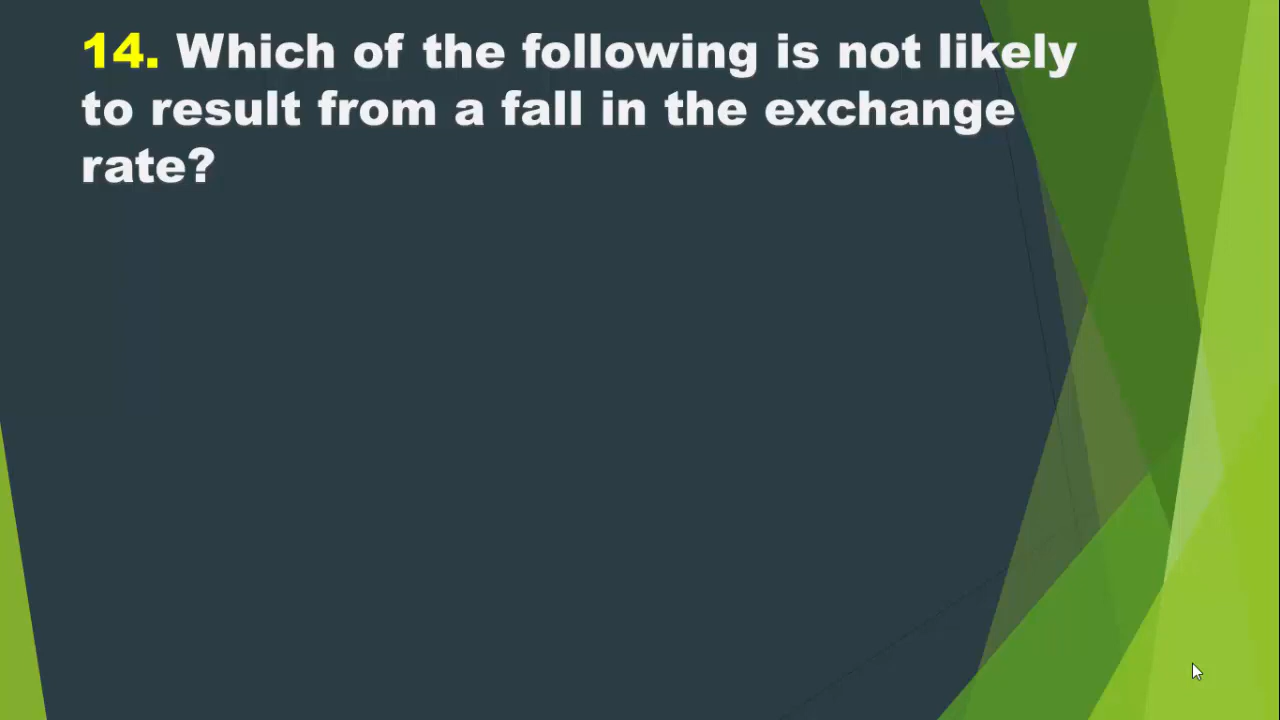 14. Which of the following is not likely
to result from a fall in the exchange
rate?